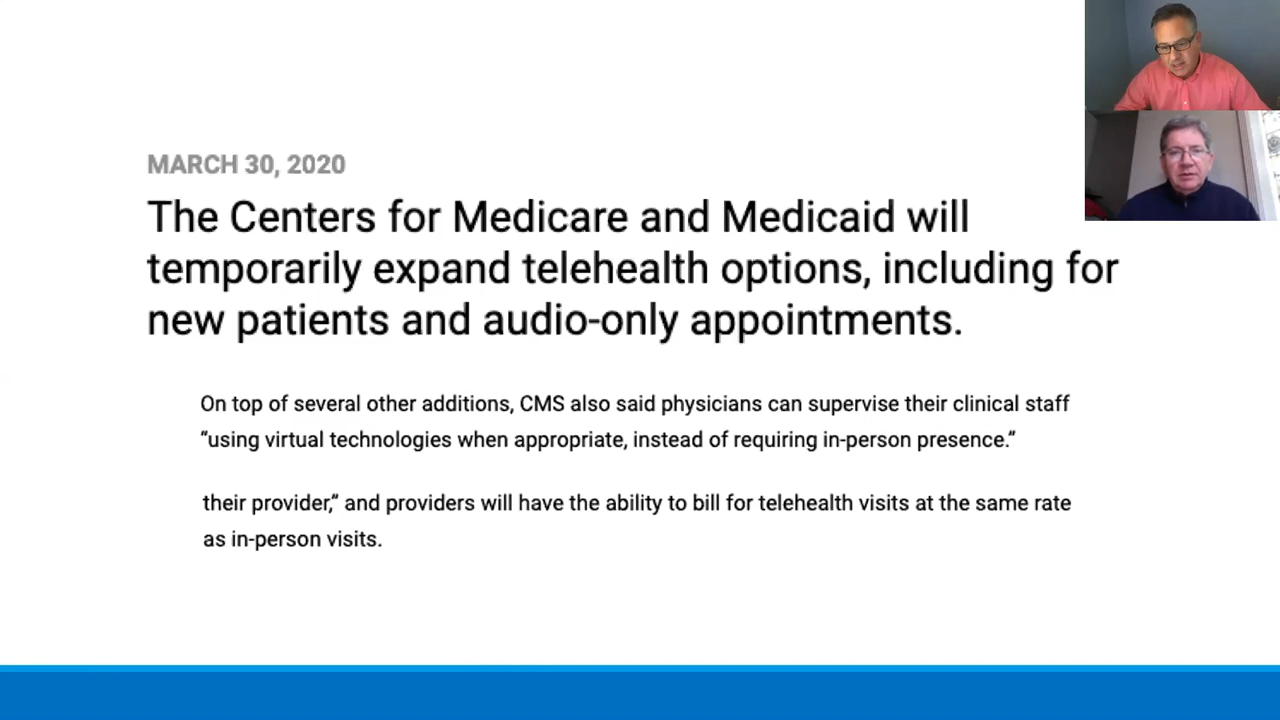 MARCH 30, 2020
The Centers for Medicare and Medicaid will
temporarily expand telehealth options, including for
new patients and audio-only appointments.
On top of several other additions, CMS also said physicians can supervise their clinical staff
“using virtual technologies when appropriate, instead of requiring in-person presence.”
their provider,” and providers will have the ability to bill for telehealth visits at the same rate
as in-person visits.